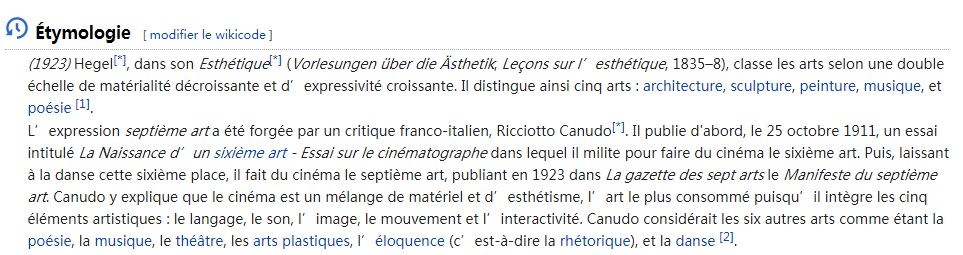 Étymologie [ modifier le wikicode ]
(1923) Hegel[*], dans son Esthétique[*] (Vorlesungen über die Ästhetik, Leçons sur l’esthétique, 1835–8), classe les arts selon une double
échelle de matérialité décroissante et d’expressivité croissante. Il distingue ainsi cinq arts : architecture, sculpture, peinture, musique, et
poésie [1].
L’expression septième art a été forgée par un critique franco-italien, Ricciotto Canudo[*]. Il publie d'abord, le 25 octobre 1911, un essai
intitulé La Naissance d’un sixième art - Essai sur le cinématographe dans lequel il milite pour faire du cinéma le sixième art. Puis, laissant
à la danse cette sixième place, il fait du cinéma le septième art, publiant en 1923 dans La gazette des sept arts le Manifeste du septième
art. Canudo y explique que le cinéma est un mélange de matériel et d’esthétisme, l’art le plus consommé puisqu’il intègre les cinq
éléments artistiques : le langage, le son, l’image, le mouvement et l’interactivité. Canudo considérait les six autres arts comme étant la
poésie, la musique, le théâtre, les arts plastiques, l’éloquence (c’est-à-dire la rhétorique), et la danse [2].